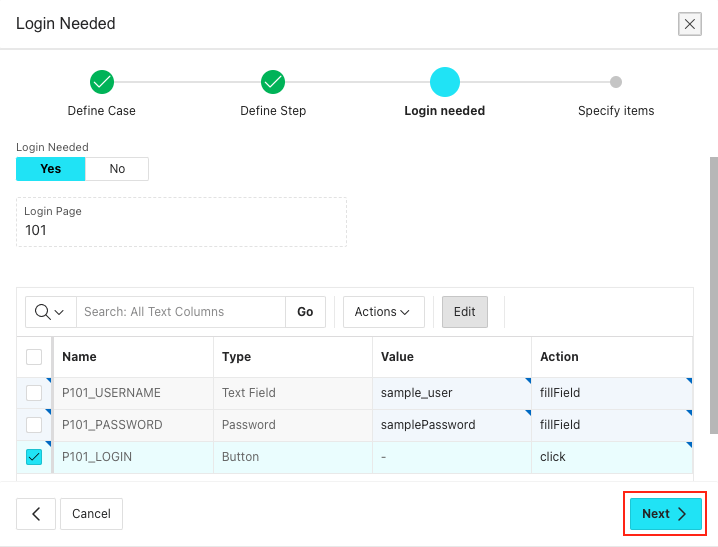 Login Needed
Define Case
Define Step
Login needed
Specify items
Login Needed
Yes No
Login Page
101
Search: All Text Columns Go Actions Edit
Name Type Value Action
P101_USERNAME Text Field sample_user fillField
P101_PASSWORD Password samplePassword fillField
P101_LOGIN Button - click
Cancel Next